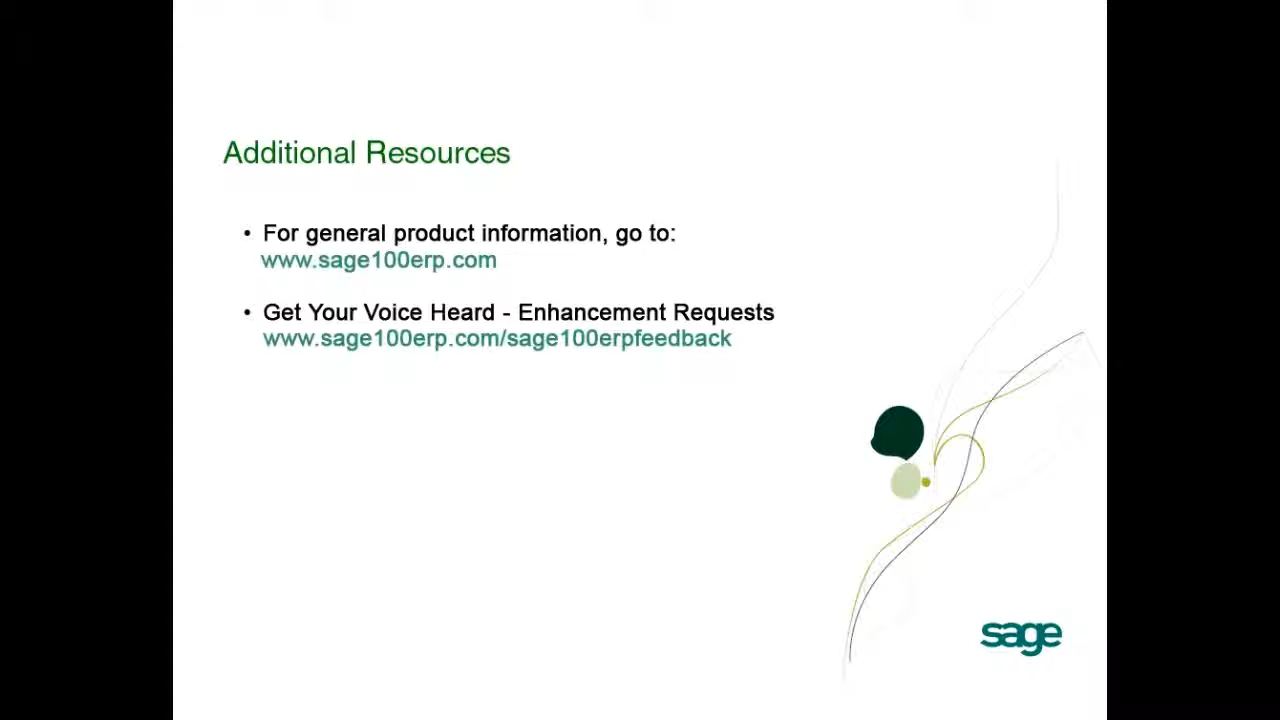 Additional Resources
• For general product information, go to:
www.sage100erp.com
• Get Your Voice Heard - Enhancement Requests
www.sage100erp.com/sage100erpfeedback
sage